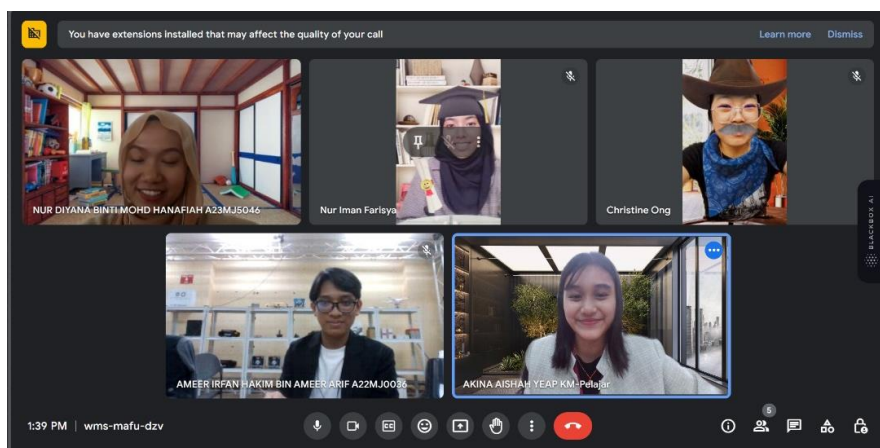 You have extensions installed that may affect the quality of your call
Learn more
Dismiss
NUR DIYANA BINTI MOHD HANAFIAH A23MJ5046
Nur Iman Farisya
Christine Ong
BLACKBOX AI
AMEER IRFAN HAKIM BIN AMEER ARIF A22MJ0036
AKINA AISHAH YEAP KM-Pelajar
1:39 PM | wms-mafu-dzv
CC
5